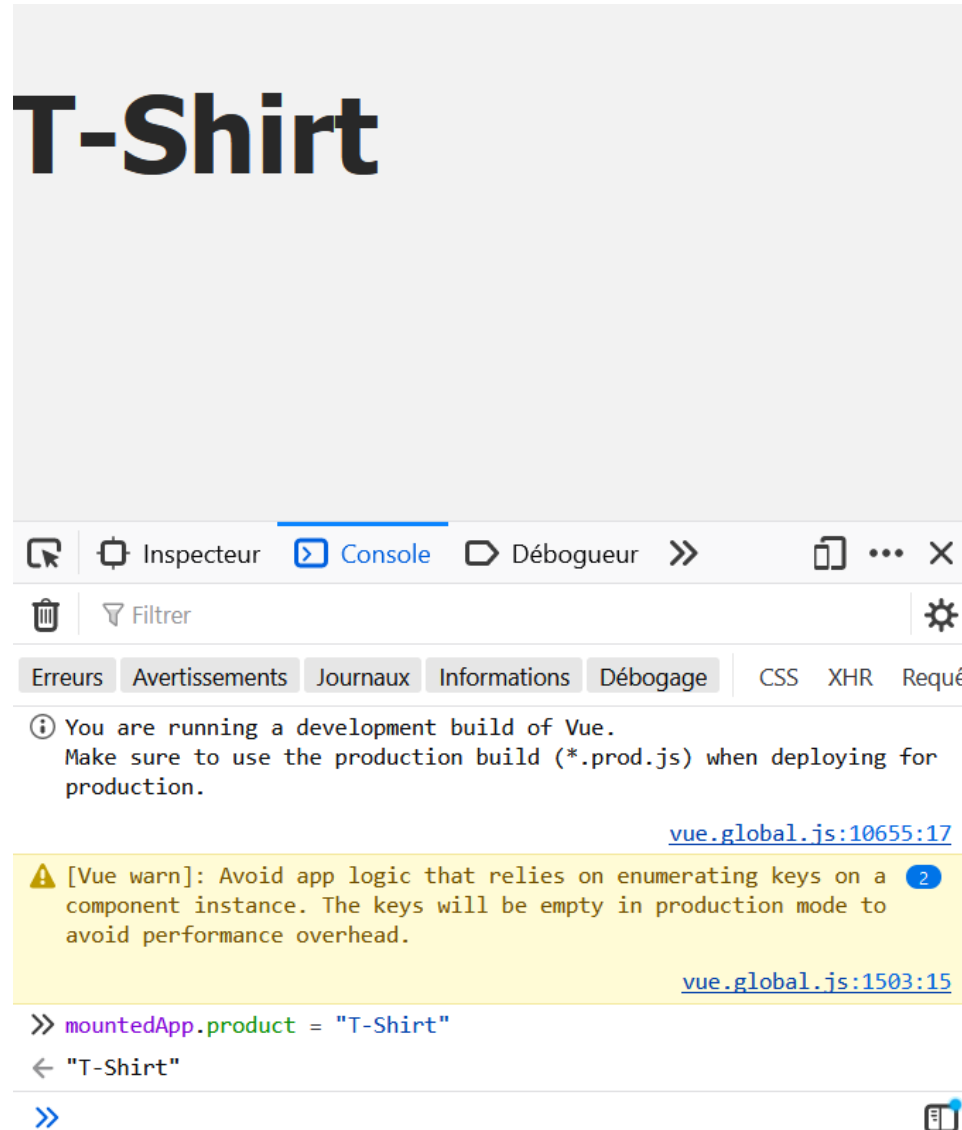 T-Shirt
Inspecteur Console Débogueur
Filtrer
Erreurs Avertissements Journaux Informations Débogage CSS XHR Requê
You are running a development build of Vue.
Make sure to use the production build (*.prod.js) when deploying for
production.
vue.global.js:10655:17
[Vue warn]: Avoid app logic that relies on enumerating keys on a 2
component instance. The keys will be empty in production mode to
avoid performance overhead.
vue.global.js:1503:15
mountedApp.product = "T-Shirt"
"T-Shirt"